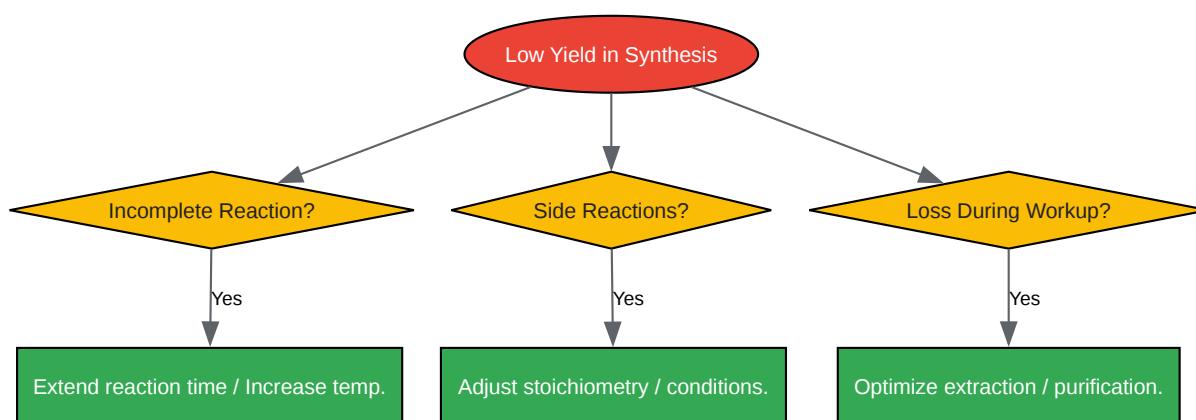 Low Yield in Synthesis
Incomplete Reaction?
Side Reactions?
Loss During Workup?
Yes
Yes
Yes
Extend reaction time / Increase temp.
Adjust stoichiometry / conditions.
Optimize extraction / purification.